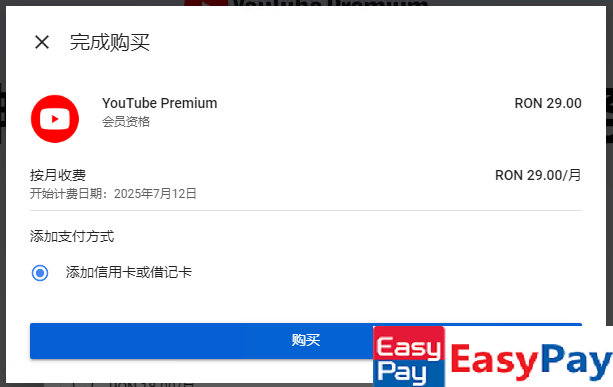 YouTube Premium
完成购买
YouTube Premium
RON 29.00
会员资格
按月收费
RON 29.00/月
开始计费日期：2025年7月12日
添加支付方式
添加信用卡或借记卡
购买
Easy
Pay
EasyPay